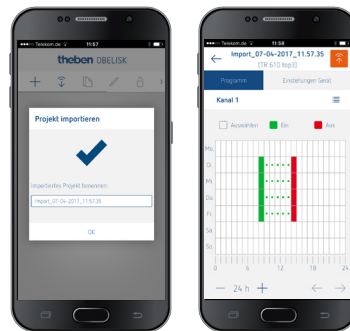 Telekom.de
11:57
theben OBELISK
Projekt importieren
Importiertes Projekt benennen:
Import_07-04-2017_11.57.35
OK
Telekom.de
11:58
Import_07-04-2017_11.57.35
(TR 610 top3)
Programm
Einstellungen Gerät
Kanal 1
Auswählen
Ein
Aus
Mo
Di
Mi
Do
Fr
Sa
So
0 6 12 18 24
24 h